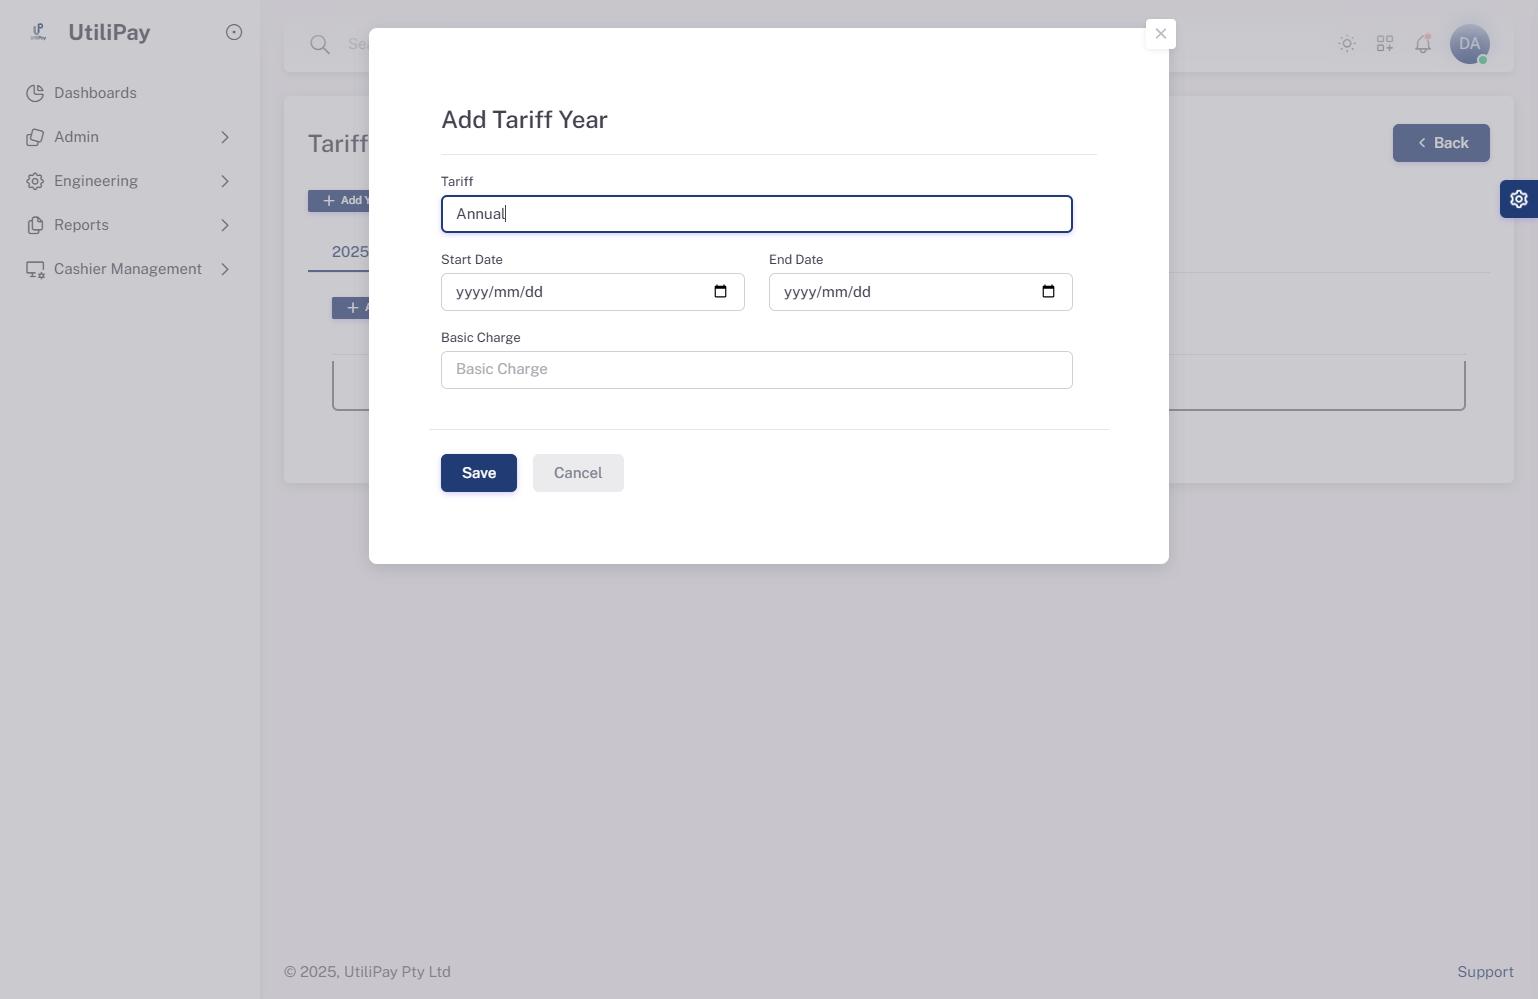 UtiliPay
Dashboards
Admin
Engineering
Reports
Cashier Management
Sea
DA
Tariff
Back
Add Y
2025
Add Tariff Year
Tariff
Annual
Start Date
End Date
yyyy/mm/dd
yyyy/mm/dd
Basic Charge
Basic Charge
Save
Cancel
© 2025, UtiliPay Pty Ltd
Support